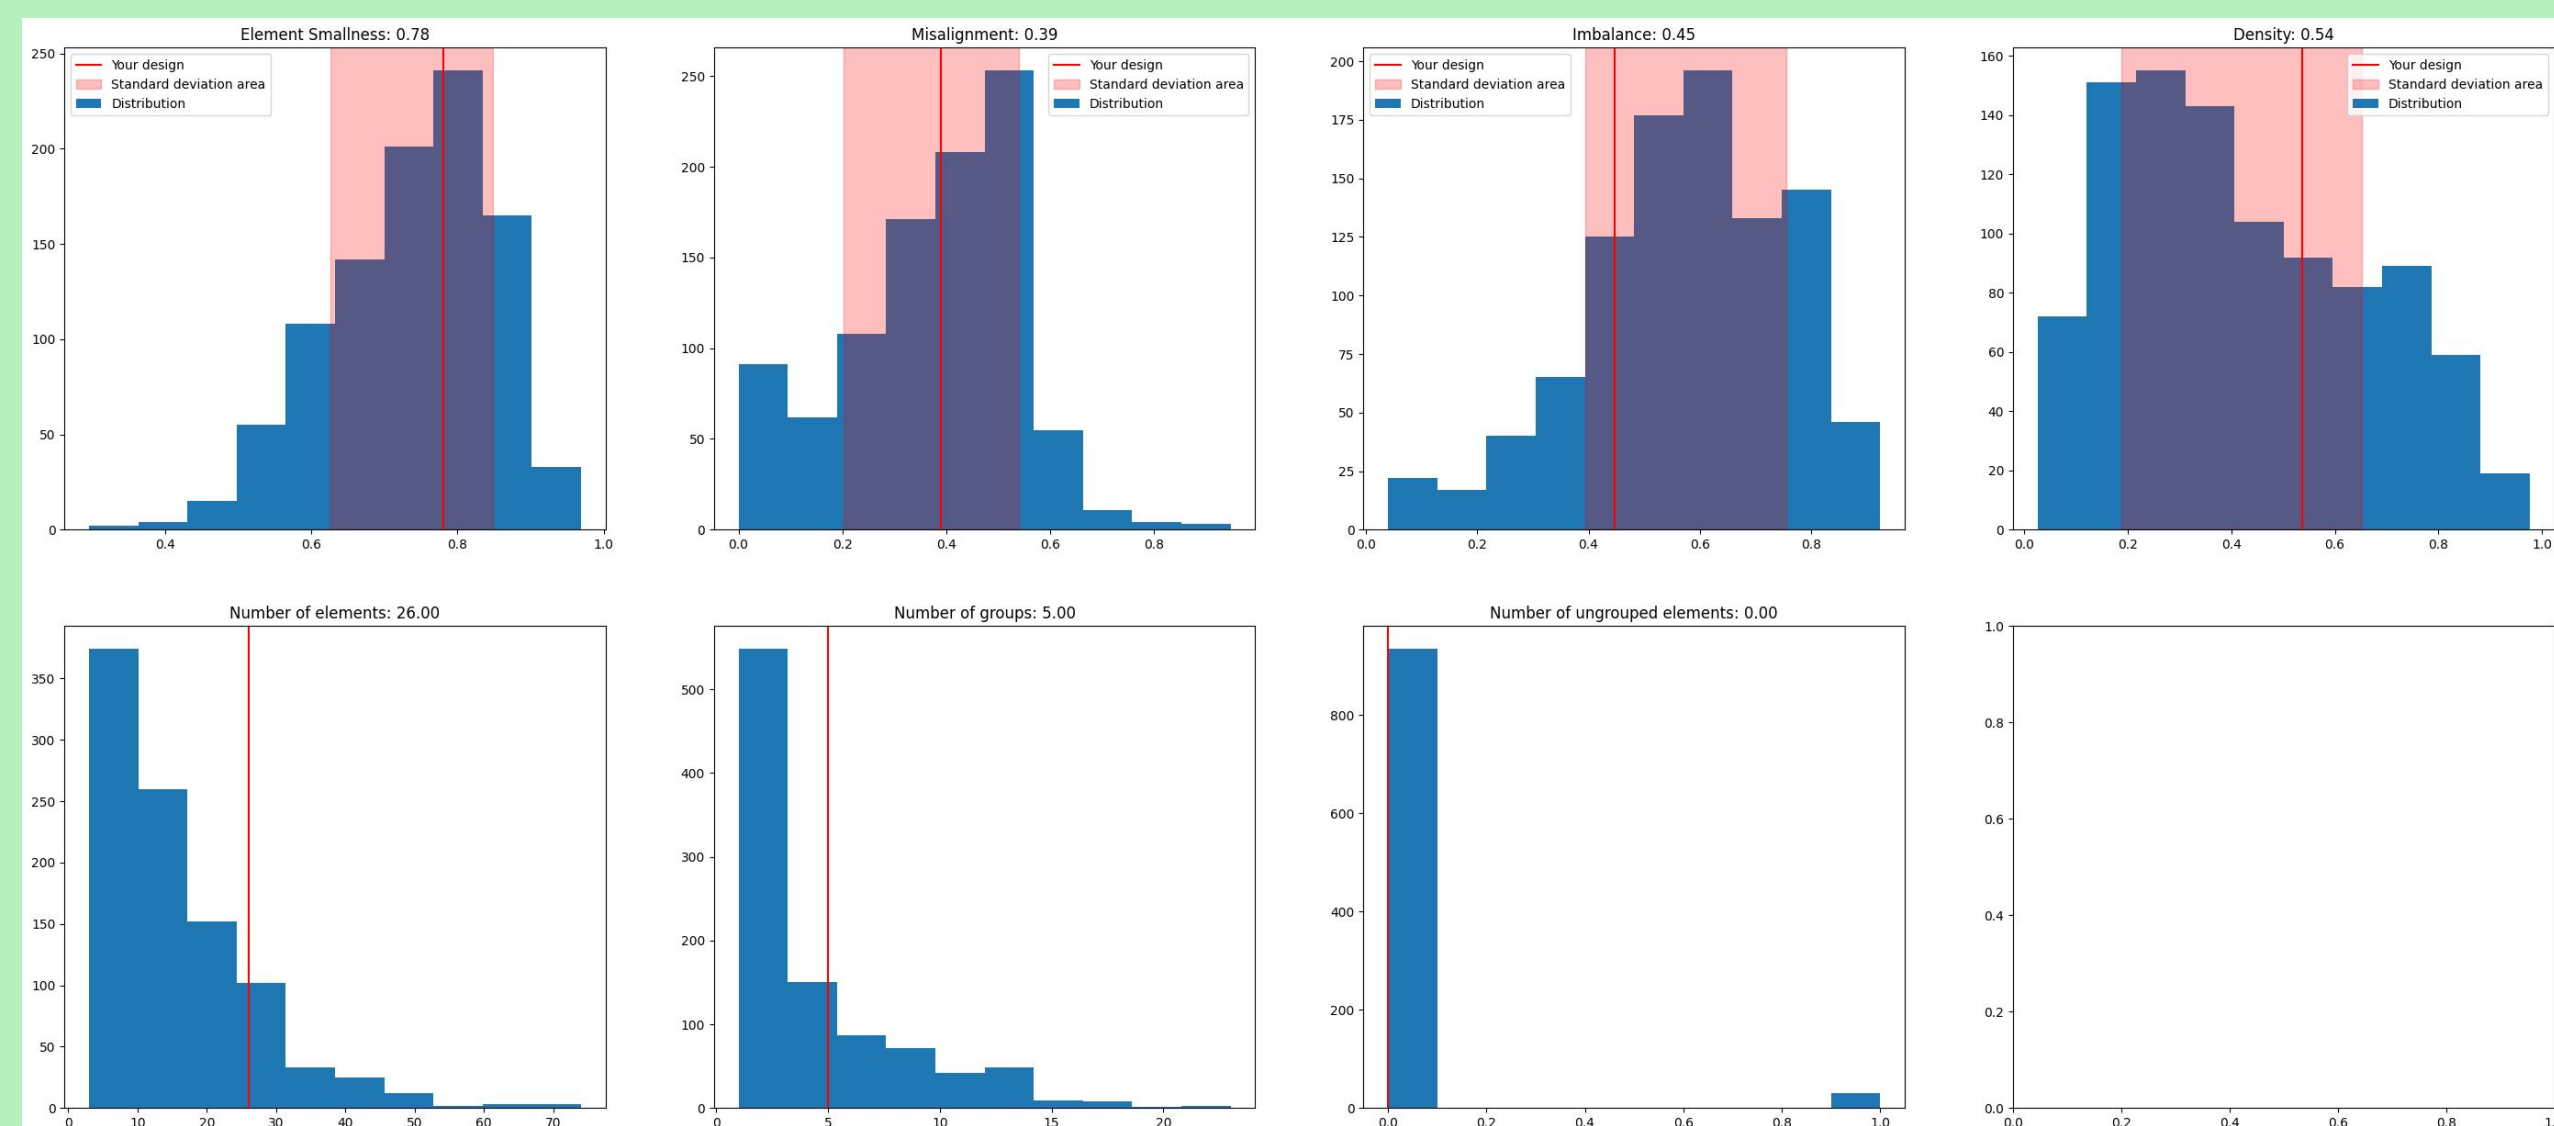 Element Smallness: 0.78
250
200
150
100
50
0
0.4 0.6 0.8 1.0
Your design
Standard deviation area
Distribution
Misalignment: 0.39
250
200
150
100
50
0
0.0 0.2 0.4 0.6 0.8
Your design
Standard deviation area
Distribution
Imbalance: 0.45
200
175
150
125
100
75
50
25
0
0.0 0.2 0.4 0.6 0.8
Your design
Standard deviation area
Distribution
Density: 0.54
160
140
120
100
80
60
40
20
0
0.0 0.2 0.4 0.6 0.8 1.0
Your design
Standard deviation area
Distribution
Number of elements: 26.00
350
300
250
200
150
100
50
0
0 10 20 30 40 50 60 70
Number of groups: 5.00
500
400
300
200
100
0
0 5 10 15 20
Number of ungrouped elements: 0.00
800
600
400
200
0
0.0 0.2 0.4 0.6 0.8 1.0
1.0
0.8
0.6
0.4
0.2
0.0
0.0 0.2 0.4 0.6 0.8